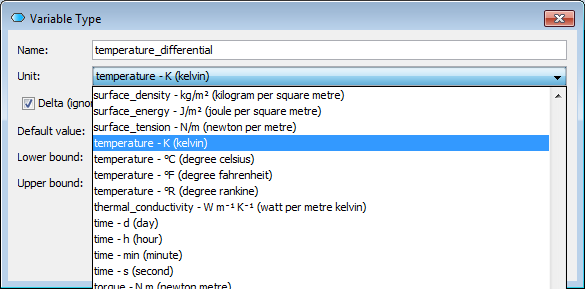 Variable Type
Name: temperature_differential
Unit: temperature - K (kelvin)
surface_density - kg/m² (kilogram per square metre)
Delta (ignor
surface_energy - J/m² (joule per square metre)
surface_tension - N/m (newton per metre)
Default value:
temperature - K (kelvin)
Lower bound:
temperature - °C (degree celsius)
temperature - °F (degree fahrenheit)
Upper bound:
temperature - °R (degree rankine)
thermal_conductivity - W m⁻¹ K⁻¹ (watt per metre kelvin)
time - d (day)
time - h (hour)
time - min (minute)
time - s (second)
torque - N m (newton metre)